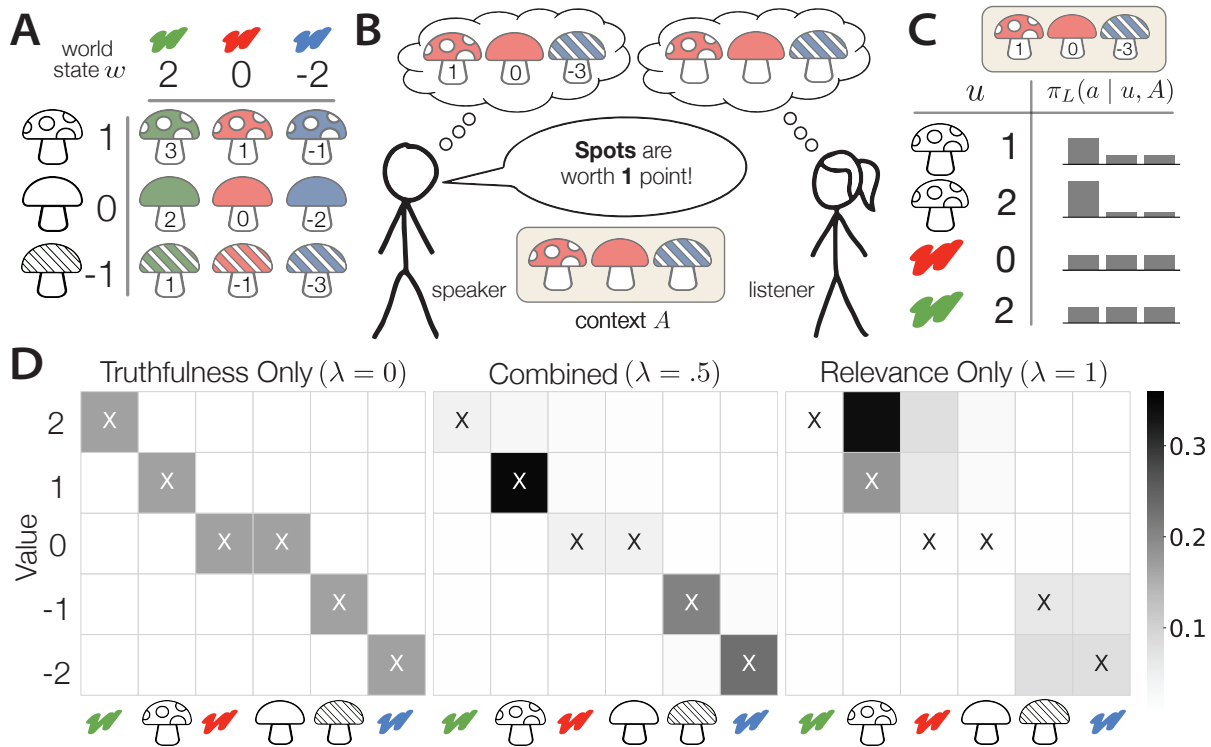 A
world
state w
2 0 -2
1
3 1 -1
0
2 0 -2
-1
1 -1 -3
B
1 0 -3
Spots are
worth 1 point!
speaker
listener
context A
C
1 0 -3
u
π_L(a | u, A)
1
2
0
2
D
Truthfulness Only (λ = 0)
Combined (λ = .5)
Relevance Only (λ = 1)
Value
2
X X X
1
X X X
0
X X X X X X
-1
X X X
-2
X X X
0.3
0.2
0.1